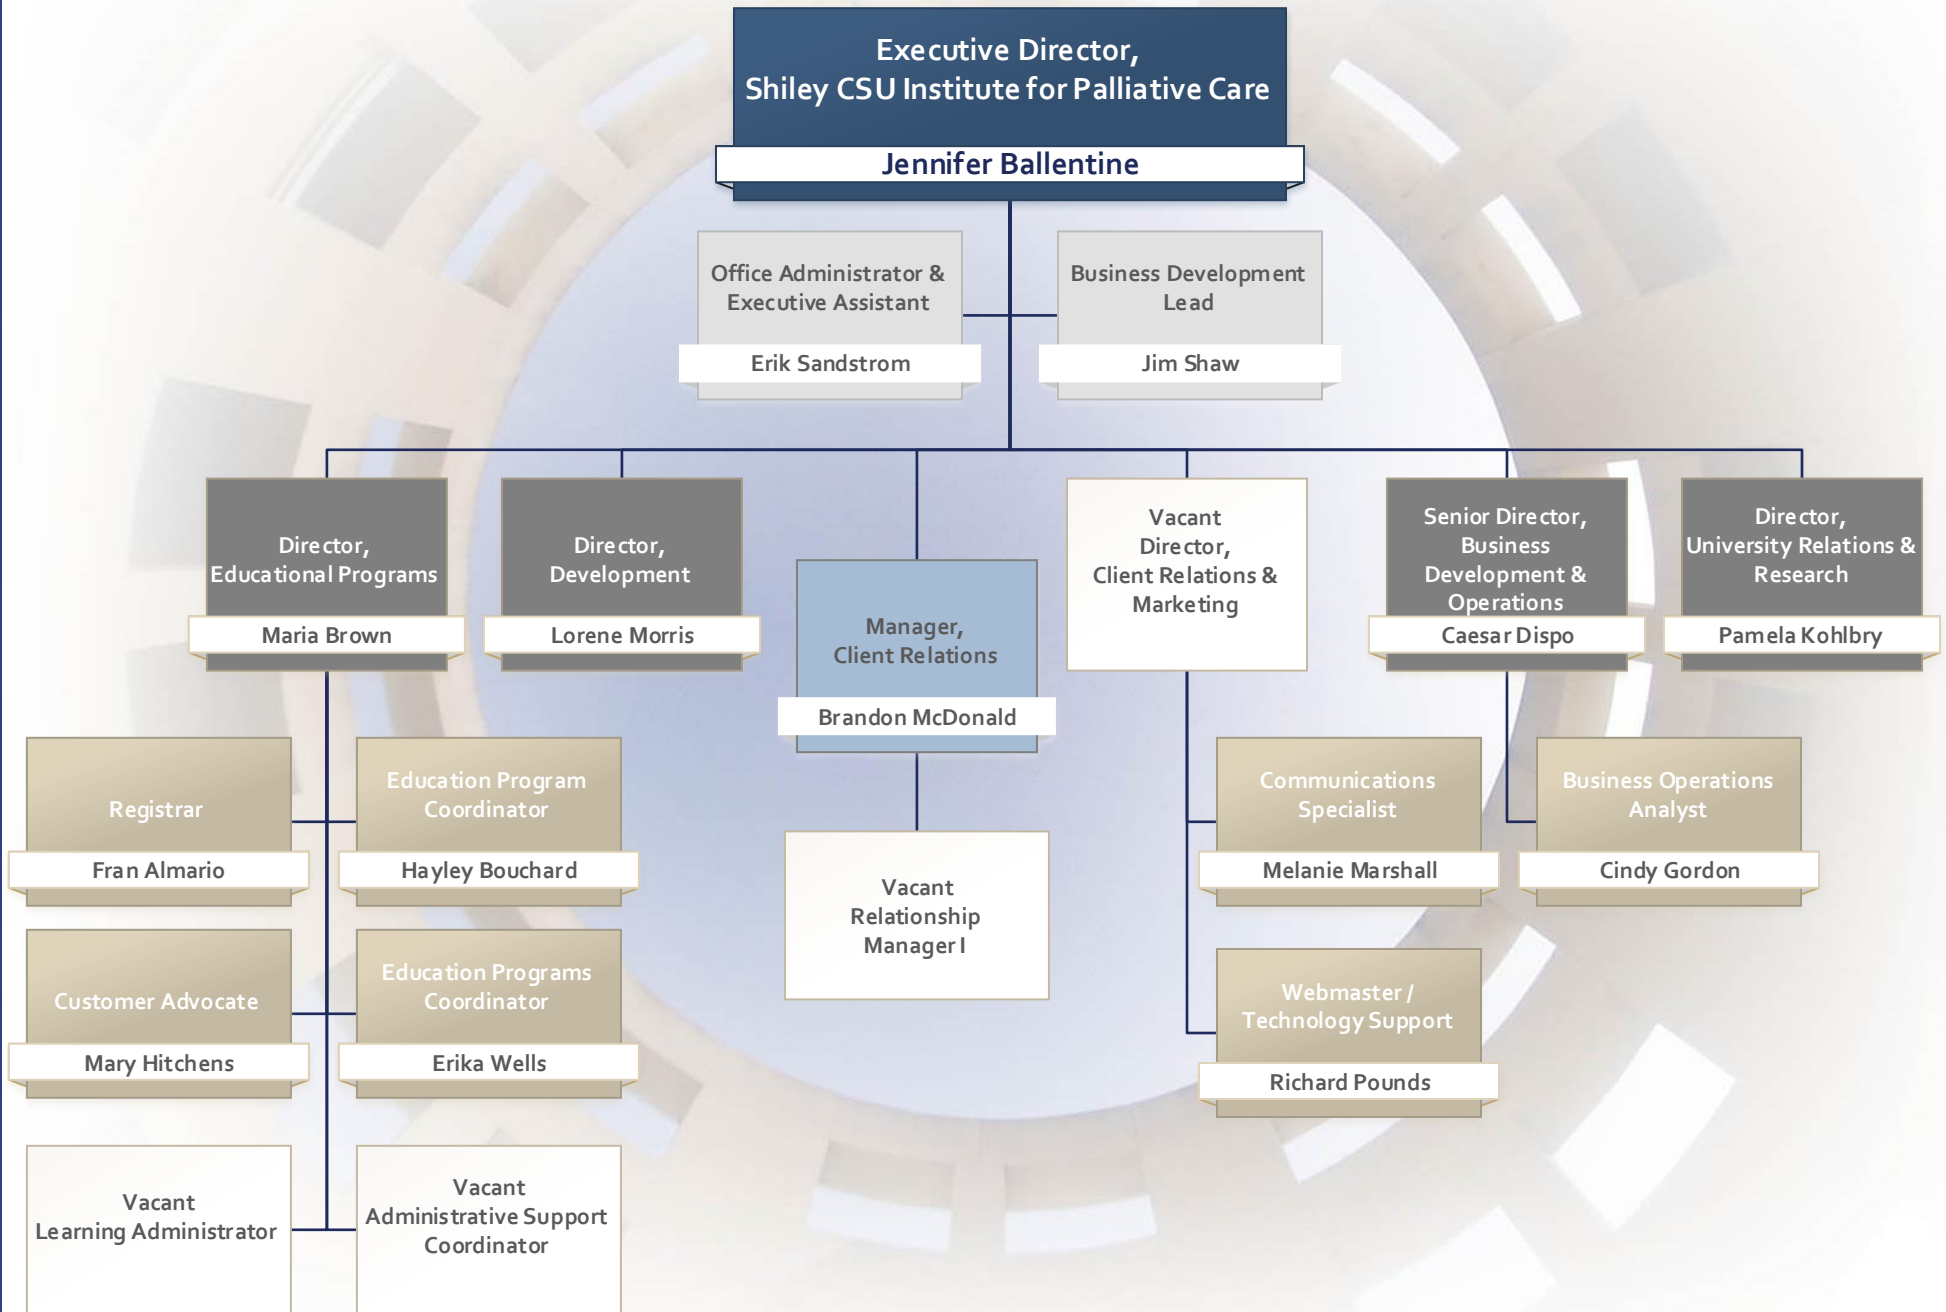 Executive Director,
Shiley CSU Institute for Palliative Care
Jennifer Ballentine
Office Administrator &
Executive Assistant
Erik Sandstrom
Business Development
Lead
Jim Shaw
Director,
Educational Programs
Maria Brown
Director,
Development
Lorene Morris
Manager,
Client Relations
Brandon McDonald
Vacant
Director,
Client Relations &
Marketing
Senior Director,
Business
Development &
Operations
Caesar Dispo
Director,
University Relations &
Research
Pamela Kohlbry
Registrar
Fran Almario
Education Program
Coordinator
Hayley Bouchard
Vacant
Relationship
Manager I
Communications
Specialist
Melanie Marshall
Business Operations
Analyst
Cindy Gordon
Customer Advocate
Mary Hitchens
Education Programs
Coordinator
Erika Wells
Webmaster /
Technology Support
Richard Pounds
Vacant
Learning Administrator
Vacant
Administrative Support
Coordinator